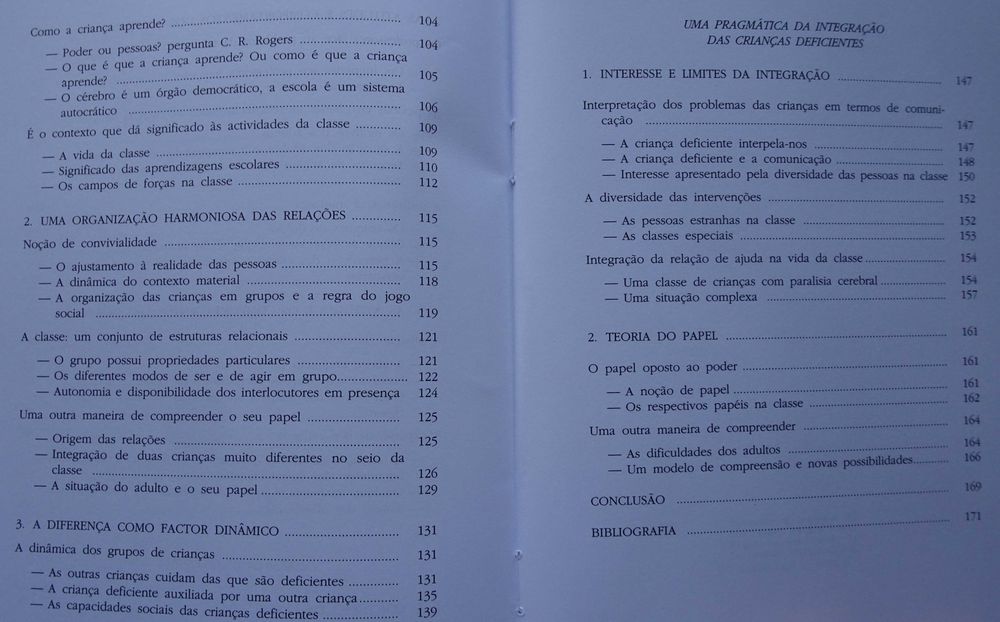 Como a criança aprende? ........ 104
— Poder ou pessoas? pergunta C. R. Rogers ........ 104
— O que é que a criança aprende? Ou como é que a criança
aprende? ........ 105
— O cérebro é um órgão democrático, a escola é um sistema
autocrático ........ 106
É o contexto que dá significado às actividades da classe ........ 109
— A vida da classe ........ 109
— Significado das aprendizagens escolares ........ 110
— Os campos de forças na classe ........ 112
2. UMA ORGANIZAÇÃO HARMONIOSA DAS RELAÇÕES ........ 115
Noção de convivialidade ........ 115
— O ajustamento à realidade das pessoas ........ 115
— A dinâmica do contexto material ........ 118
— A organização das crianças em grupos e a regra do jogo
social ........ 119
A classe: um conjunto de estruturas relacionais ........ 121
— O grupo possui propriedades particulares ........ 121
— Os diferentes modos de ser e de agir em grupo ........ 122
— Autonomia e disponibilidade dos interlocutores em presença 124
Uma outra maneira de compreender o seu papel ........ 125
— Origem das relações ........ 125
— Integração de duas crianças muito diferentes no seio da
classe ........ 126
— A situação do adulto e o seu papel ........ 129
3. A DIFERENÇA COMO FACTOR DINÂMICO ........ 131
A dinâmica dos grupos de crianças ........ 131
— As outras crianças cuidam das que são deficientes ........ 131
— A criança deficiente auxiliada por uma outra criança ........ 135
— As capacidades sociais das crianças deficientes ........ 139
UMA PRAGMÁTICA DA INTEGRAÇÃO
DAS CRIANÇAS DEFICIENTES
1. INTERESSE E LIMITES DA INTEGRAÇÃO ........ 147
Interpretação dos problemas das crianças em termos de comuni-
cação ........ 147
— A criança deficiente interpela-nos ........ 147
— A criança deficiente e a comunicação ........ 148
— Interesse apresentado pela diversidade das pessoas na classe 150
A diversidade das intervenções ........ 152
— As pessoas estranhas na classe ........ 152
— As classes especiais ........ 153
Integração da relação de ajuda na vida da classe ........ 154
— Uma classe de crianças com paralisia cerebral ........ 154
— Uma situação complexa ........ 157
2. TEORIA DO PAPEL ........ 161
O papel oposto ao poder ........ 161
— A noção de papel ........ 161
— Os respectivos papéis na classe ........ 162
Uma outra maneira de compreender ........ 164
— As dificuldades dos adultos ........ 164
— Um modelo de compreensão e novas possibilidades ........ 166
CONCLUSÃO ........ 169
BIBLIOGRAFIA ........ 171